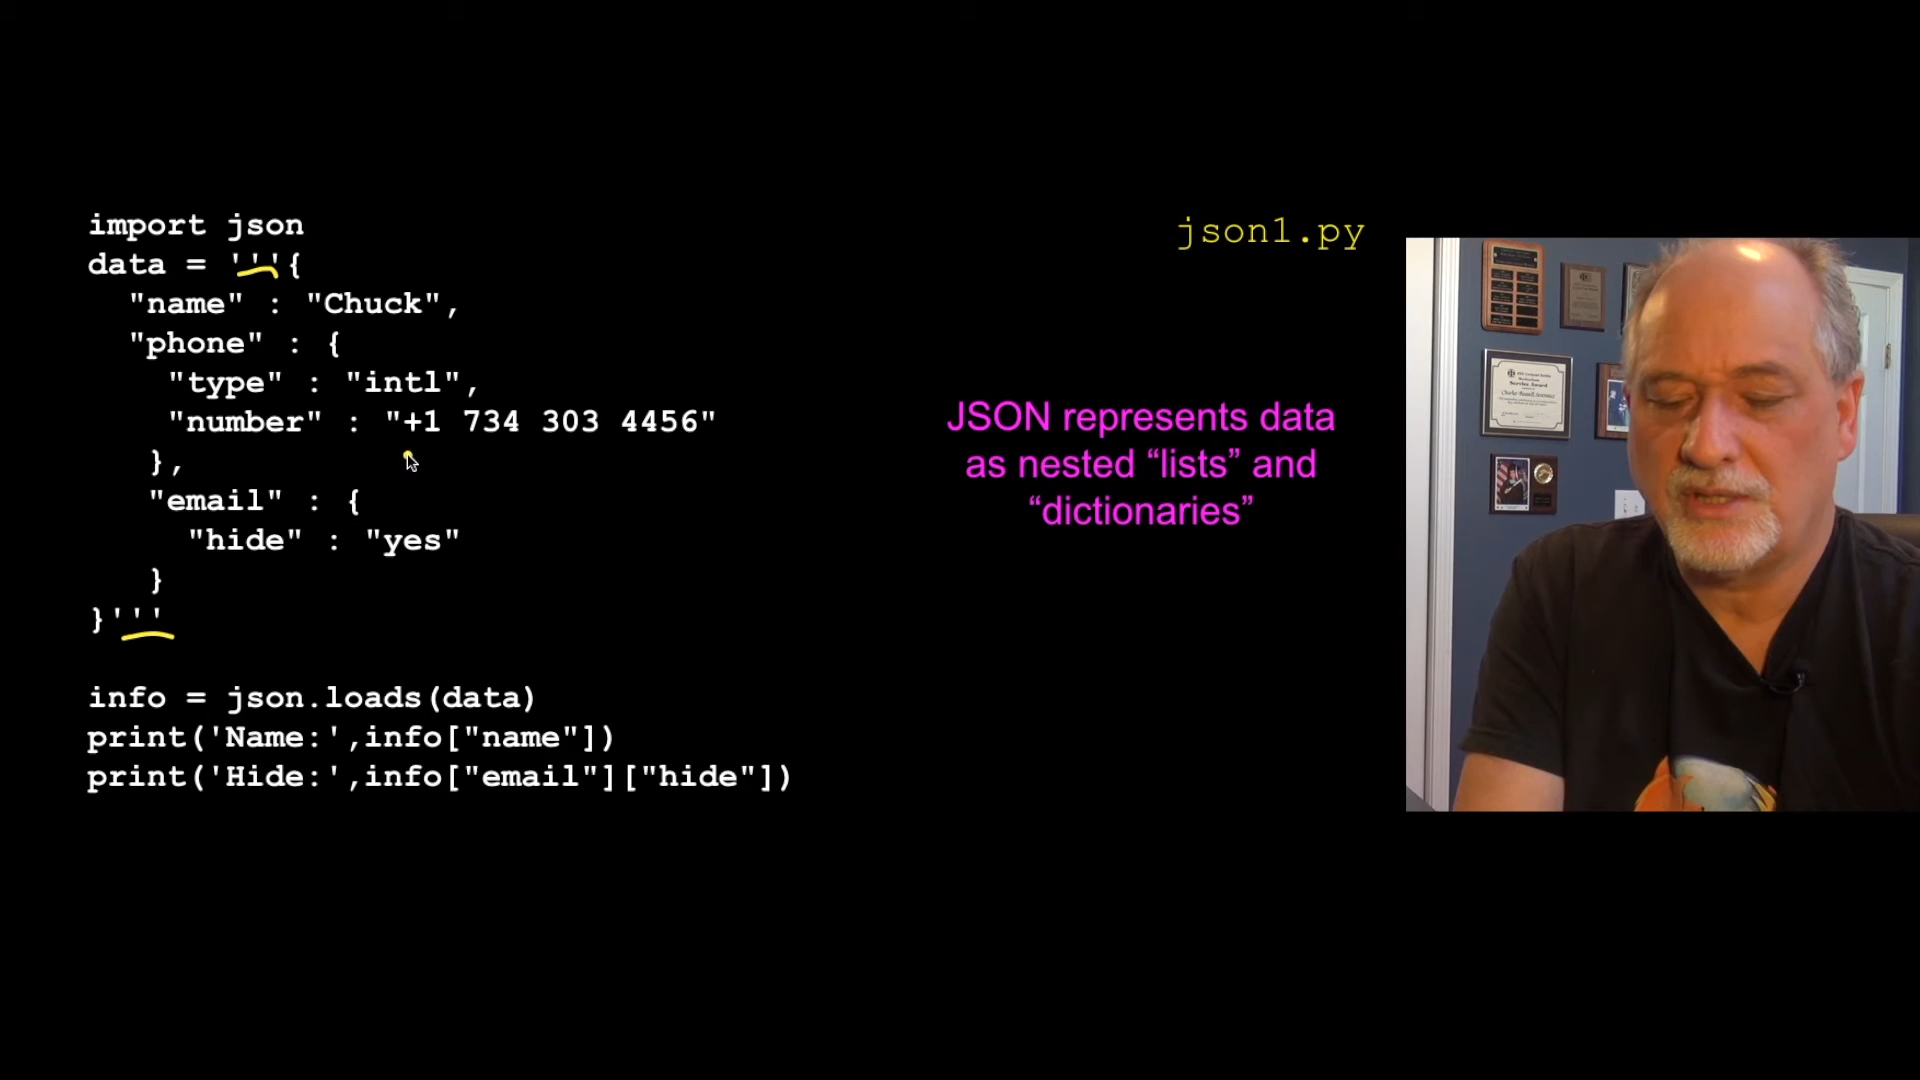 import json
data = '''{
"name" : "Chuck",
"phone" : {
"type" : "intl",
"number" : "+1 734 303 4456"
},
"email" : {
"hide" : "yes"
}
}'''
info = json.loads(data)
print('Name:',info["name"])
print('Hide:',info["email"]["hide"])
json1.py
JSON represents data
as nested “lists” and
“dictionaries”
Service Award